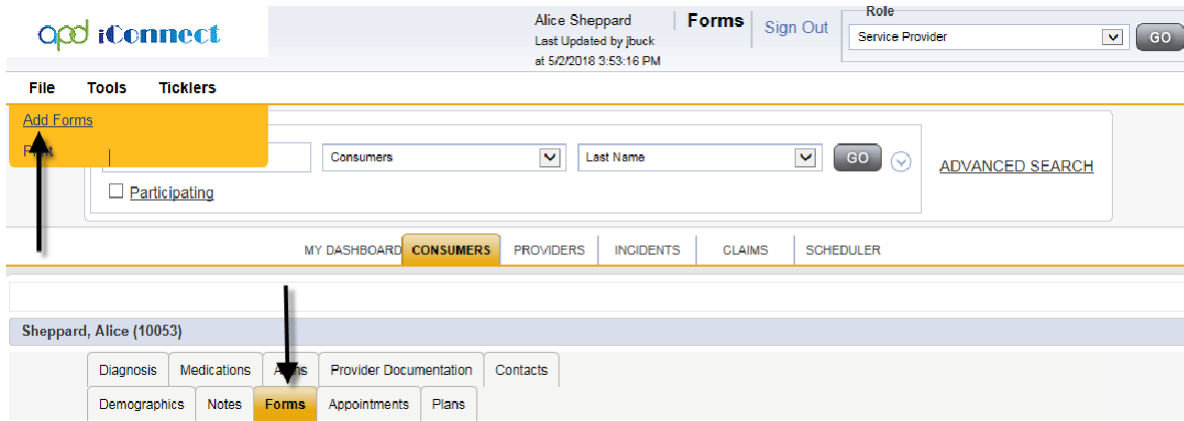 apd iConnect
Alice Sheppard
Last Updated by jbuck
at 5/2/2018 3:53:16 PM
Forms
Sign Out
Role
Service Provider
GO
File Tools Ticklers
Add Forms
Consumers
Last Name
GO
ADVANCED SEARCH
Participating
MY DASHBOARD CONSUMERS PROVIDERS INCIDENTS CLAIMS SCHEDULER
Sheppard, Alice (10053)
Diagnosis Medications Provider Documentation Contacts
Demographics Notes Forms Appointments Plans